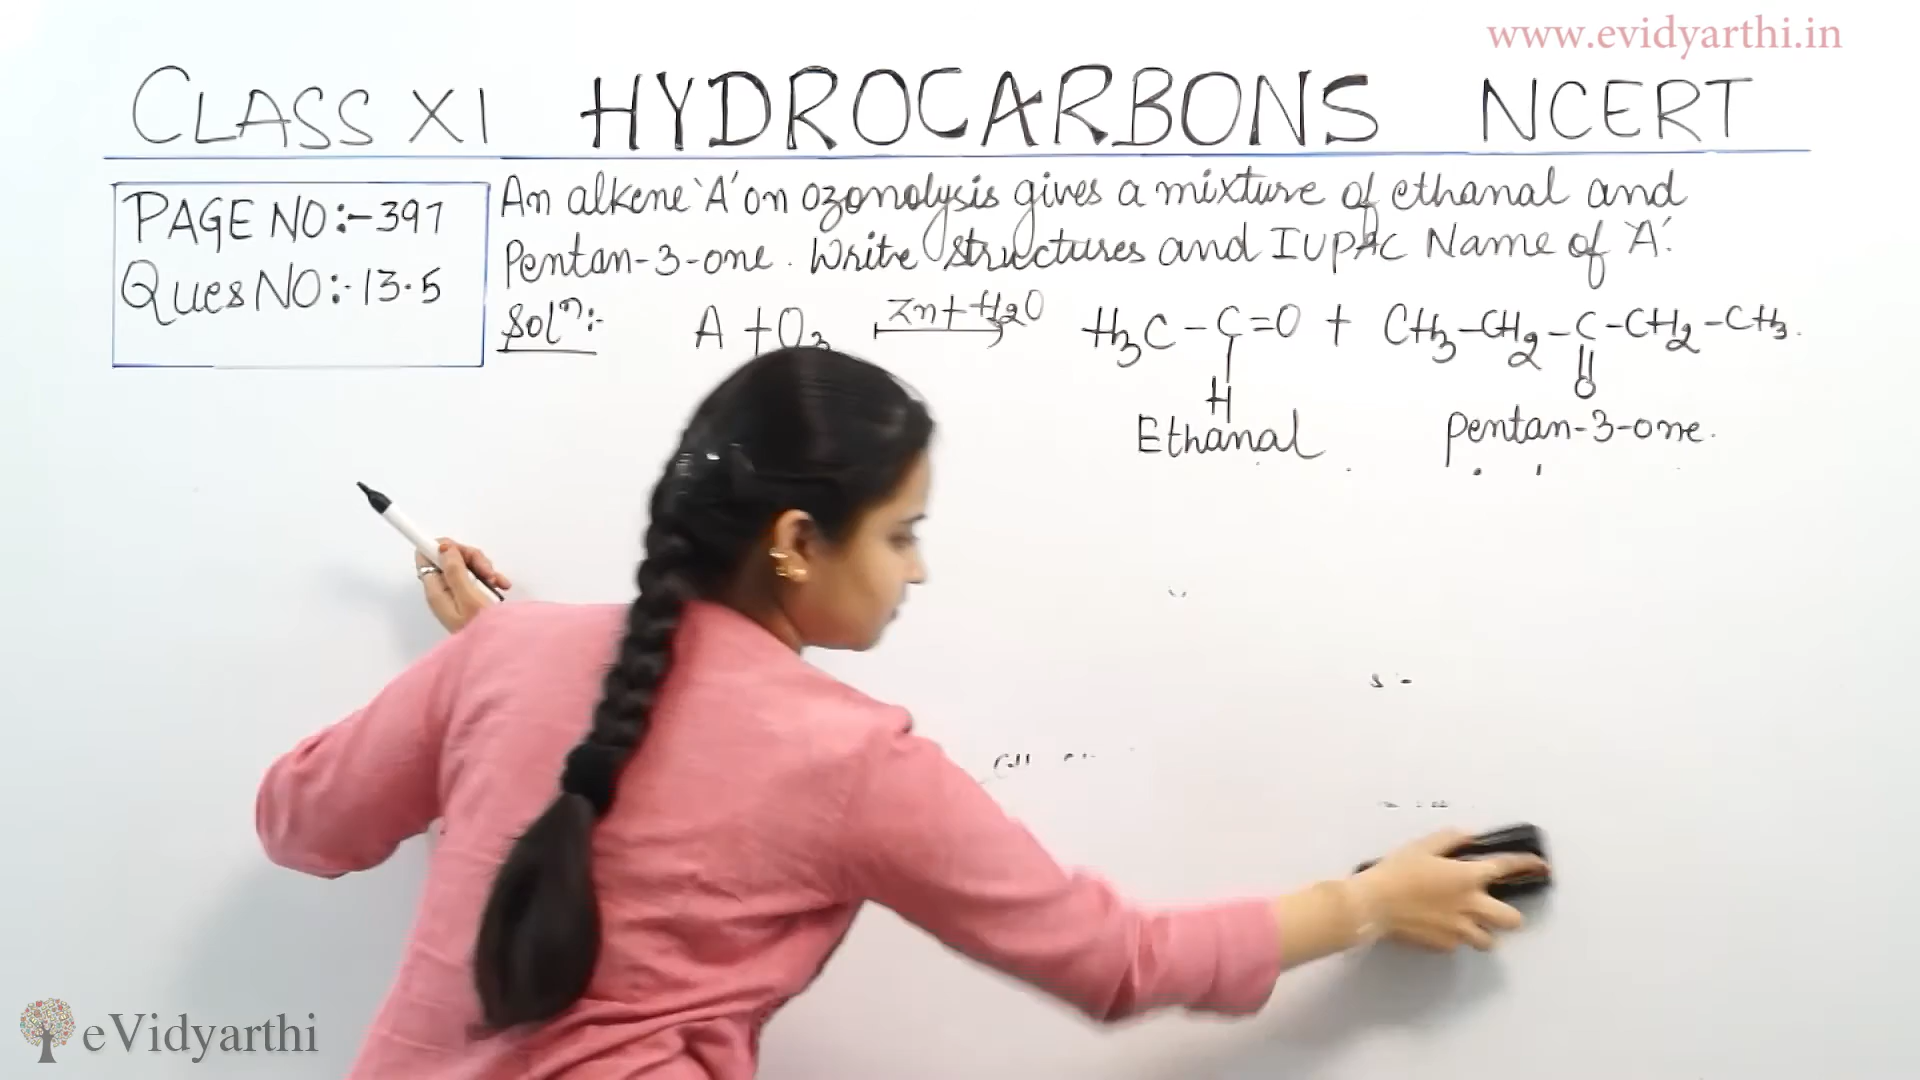 www.evidyarthi.in
CLASS XI HYDROCARBONS NCERT
PAGE NO:-397
Ques NO:-13.5
An alkene 'A' on ozonolysis gives a mixture of ethanal and
Pentan-3-one. Write structures and IUPAC Name of 'A'.
Solⁿ:-
A + O3 Zn + H2O H3C - C = O + CH3 - CH2 - C - CH2 - CH3.
H
O
Ethanal
Pentan-3-one.
eVidyarthi